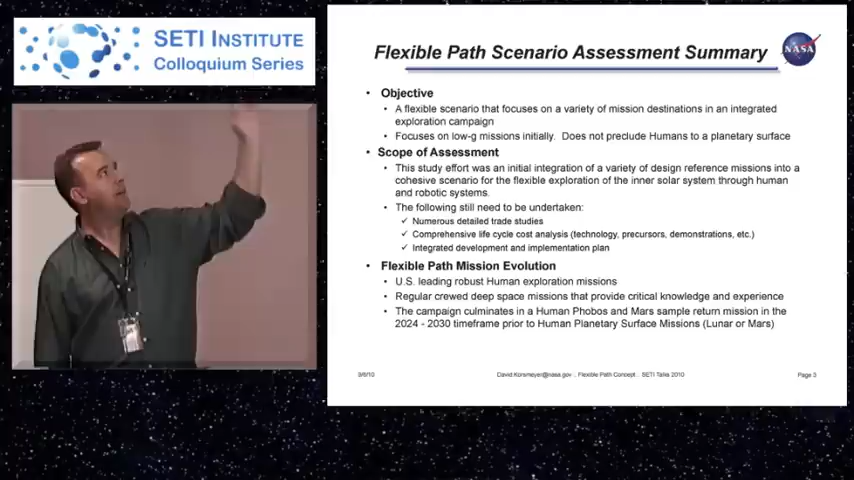 SETI INSTITUTE
Colloquium Series
Flexible Path Scenario Assessment Summary
NASA
• Objective
• A flexible scenario that focuses on a variety of mission destinations in an integrated
exploration campaign
• Focuses on low-g missions initially. Does not preclude Humans to a planetary surface
• Scope of Assessment
• This study effort was an initial integration of a variety of design reference missions into a
cohesive scenario for the flexible exploration of the inner solar system through human
and robotic systems.
• The following still need to be undertaken:
✓ Numerous detailed trade studies
✓ Comprehensive life cycle cost analysis (technology, precursors, demonstrations, etc.)
✓ Integrated development and implementation plan
• Flexible Path Mission Evolution
• U.S. leading robust Human exploration missions
• Regular crewed deep space missions that provide critical knowledge and experience
• The campaign culminates in a Human Phobos and Mars sample return mission in the
2024 - 2030 timeframe prior to Human Planetary Surface Missions (Lunar or Mars)
David.Korsmeyer@nasa.gov .. Flexible Path Concept .. SETI Talks 2010
Page 3